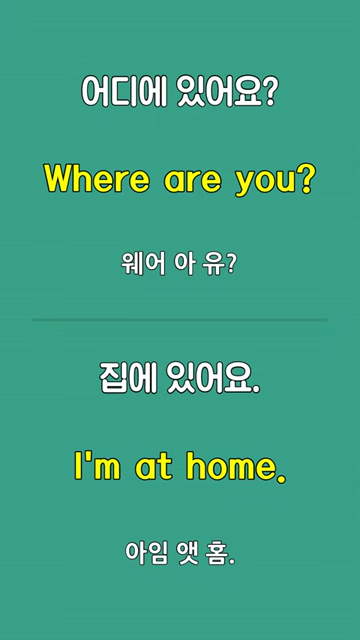 어디에 있어요?
Where are you?
웨어 아 유?
집에 있어요.
I'm at home.
아임 앳 홈.